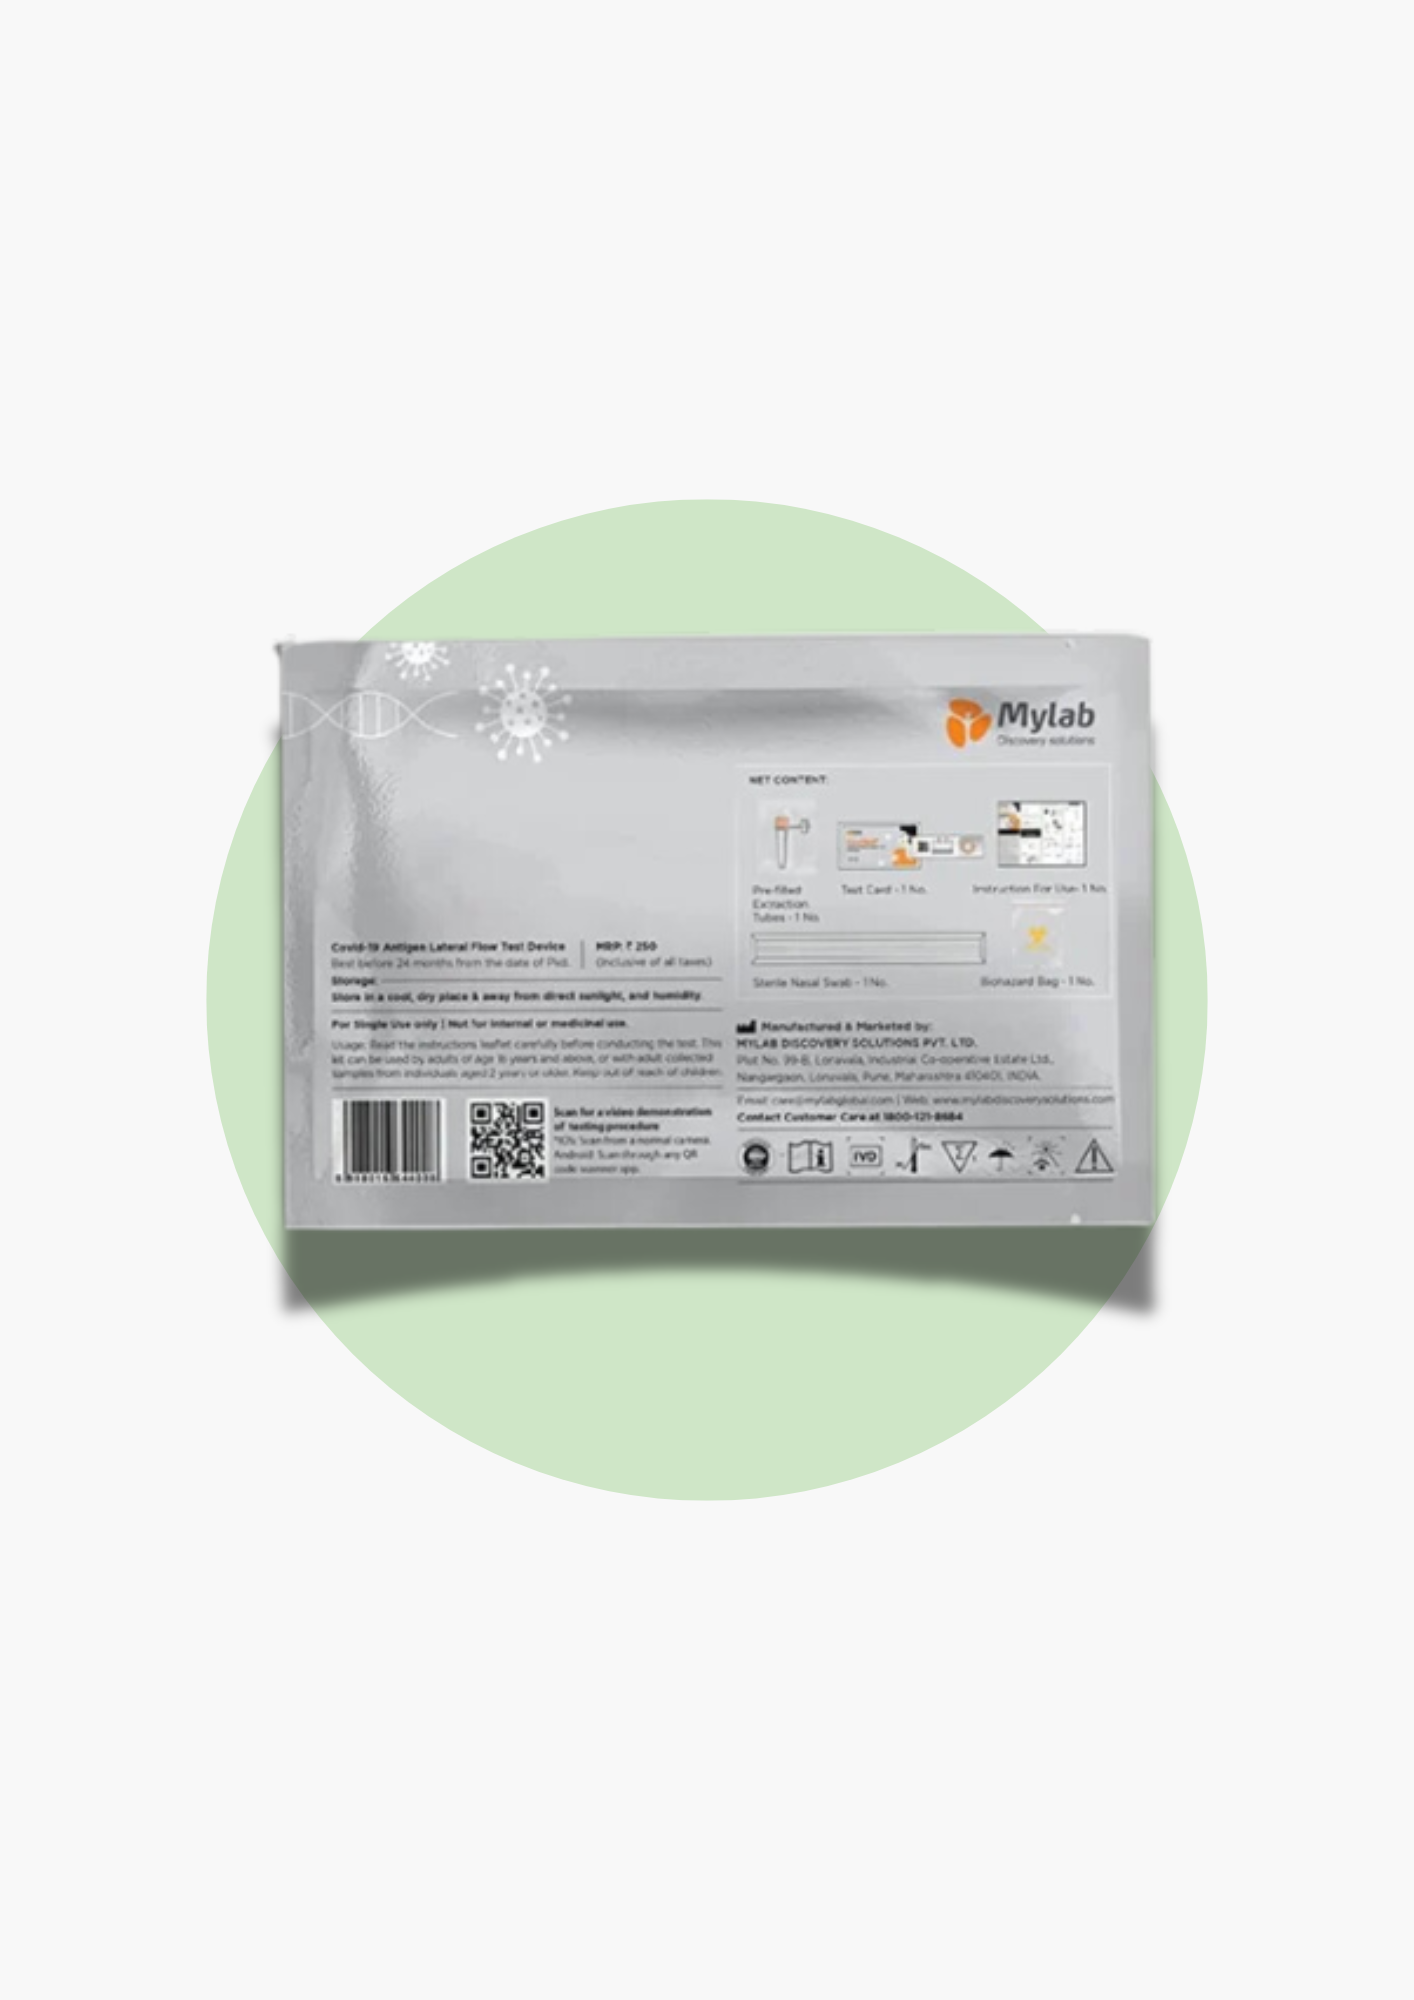 Mylab
Discovery solutions
NET CONTENT:
Pre-filled
Extraction
Tubes - 1 No.
Test Card - 1 No.
Instruction For Use- 1 No.
Sterile Nasal Swab - 1 No.
Biohazard Bag - 1 No.
Covid-19 Antigen Lateral Flow Test Device
Best before 24 months from the date of Pkd.
MRP: ₹ 250
(Inclusive of all taxes)
Storage:
Store in a cool, dry place & away from direct sunlight, and humidity.
For Single Use only | Not for internal or medicinal use.
Usage: Read the instructions leaflet carefully before conducting the test. This
kit can be used by adults of age 18 years and above, or with adult collected
samples from individuals aged 2 years or older. Keep out of reach of children.
Scan for a video demonstration
of testing procedure
Scan from a normal camera.
Android: Scan through any QR
code scanner app.
Manufactured & Marketed by:
MYLAB DISCOVERY SOLUTIONS PVT. LTD.
Plot No. 99-B, Lonavala, Industrial Co-operative Estate Ltd.,
Nangargaon, Lonavala, Pune, Maharashtra 410401, INDIA.
Email: care@mylabglobal.com | Web: www.mylabdiscoverysolutions.com
Contact Customer Care at 1800-121-8684
IVD